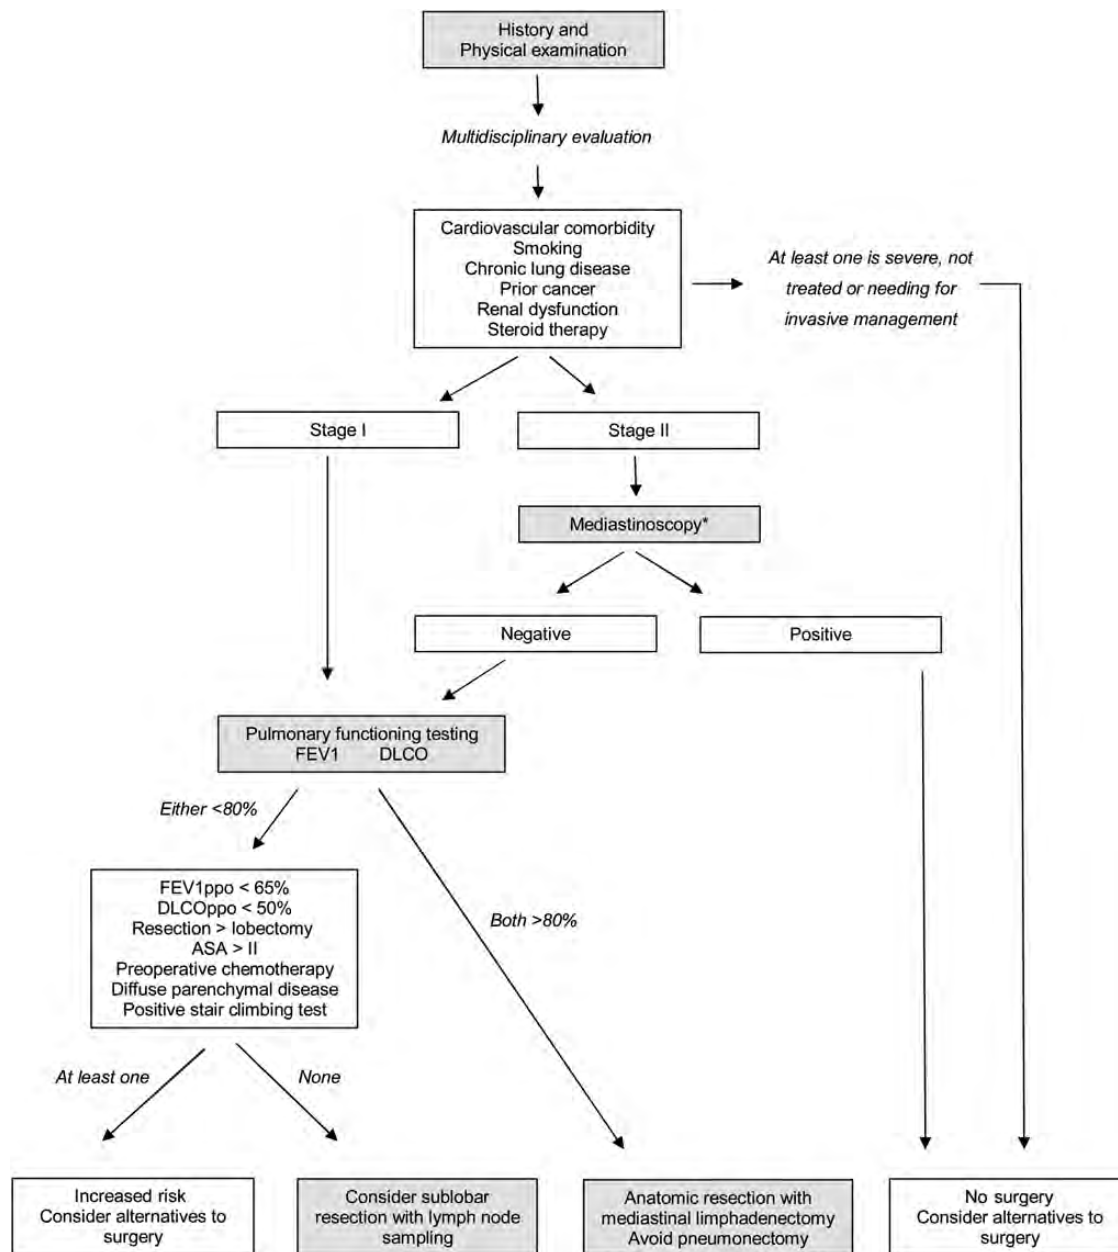 History and
Physical examination
Multidisciplinary evaluation
Cardiovascular comorbidity
Smoking
Chronic lung disease
Prior cancer
Renal dysfunction
Steroid therapy
At least one is severe, not
treated or needing for
invasive management
Stage I
Stage II
Mediastinoscopy*
Negative
Positive
Pulmonary functioning testing
FEV1 DLCO
Either <80%
Both >80%
FEV1ppo < 65%
DLCOppo < 50%
Resection > lobectomy
ASA > II
Preoperative chemotherapy
Diffuse parenchymal disease
Positive stair climbing test
At least one
None
Increased risk
Consider alternatives to
surgery
Consider sublobar
resection with lymph node
sampling
Anatomic resection with
mediastinal limphadenectomy
Avoid pneumonectomy
No surgery
Consider alternatives to
surgery